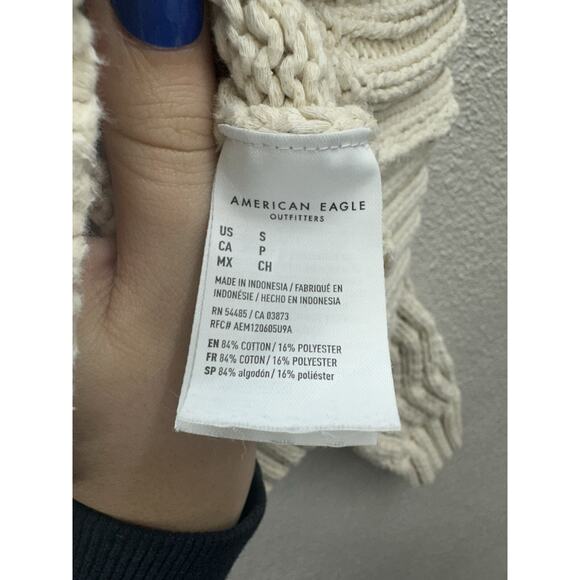 AMERICAN EAGLE
OUTFITTERS
US S
CA P
MX CH
MADE IN INDONESIA / FABRIQUÉ EN
INDONÉSIE / HECHO EN INDONESIA
RN 54485 / CA 03873
RFC# AEM120605U9A
EN 84% COTTON / 16% POLYESTER
FR 84% COTON / 16% POLYESTER
SP 84% algodón / 16% poliéster